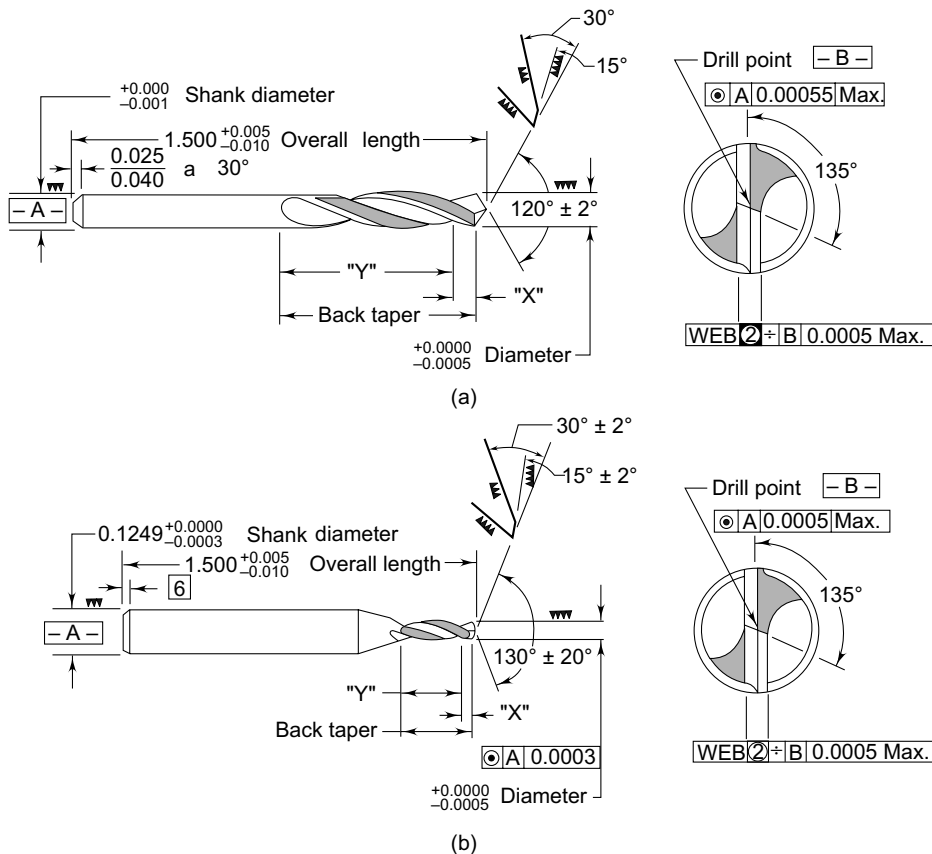 30°
15°
Drill point – B –
A 0.00055 Max.
+0.000
–0.001 Shank diameter
1.500 +0.005
–0.010 Overall length
135°
0.025
0.040 a 30°
– A –
120° ± 2°
"Y"
"X"
Back taper
WEB 2 ÷ B 0.0005 Max.
+0.0000
–0.0005 Diameter
(a)
30° ± 2°
15° ± 2°
Drill point – B –
A 0.0005 Max.
0.1249 +0.0000
–0.0003 Shank diameter
1.500 +0.005
–0.010 Overall length
6
135°
– A –
130° ± 20°
"Y"
"X"
Back taper
A 0.0003
WEB 2 ÷ B 0.0005 Max.
+0.0000
–0.0005 Diameter
(b)